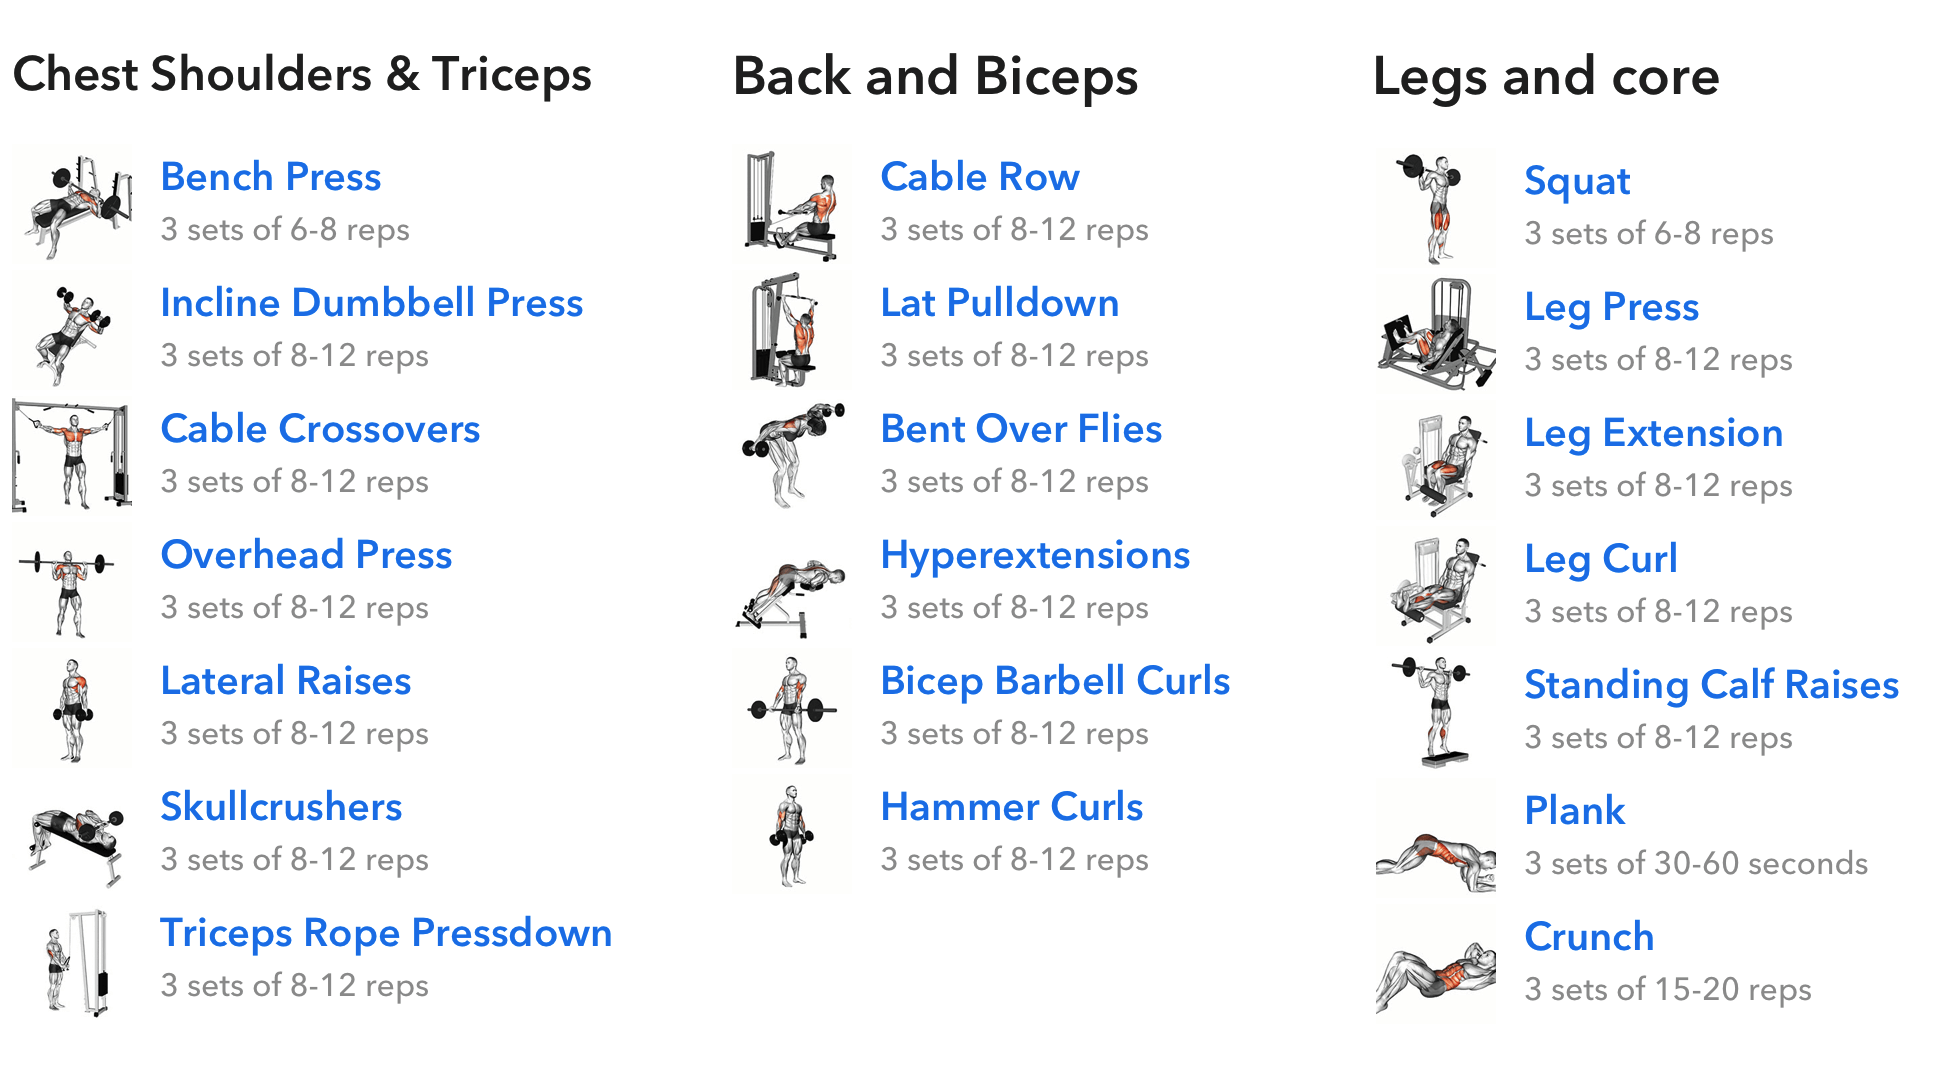 Chest Shoulders & Triceps
Bench Press
3 sets of 6-8 reps
Incline Dumbbell Press
3 sets of 8-12 reps
Cable Crossovers
3 sets of 8-12 reps
Overhead Press
3 sets of 8-12 reps
Lateral Raises
3 sets of 8-12 reps
Skullcrushers
3 sets of 8-12 reps
Triceps Rope Pressdown
3 sets of 8-12 reps
Back and Biceps
Cable Row
3 sets of 8-12 reps
Lat Pulldown
3 sets of 8-12 reps
Bent Over Flies
3 sets of 8-12 reps
Hyperextensions
3 sets of 8-12 reps
Bicep Barbell Curls
3 sets of 8-12 reps
Hammer Curls
3 sets of 8-12 reps
Legs and core
Squat
3 sets of 6-8 reps
Leg Press
3 sets of 8-12 reps
Leg Extension
3 sets of 8-12 reps
Leg Curl
3 sets of 8-12 reps
Standing Calf Raises
3 sets of 8-12 reps
Plank
3 sets of 30-60 seconds
Crunch
3 sets of 15-20 reps